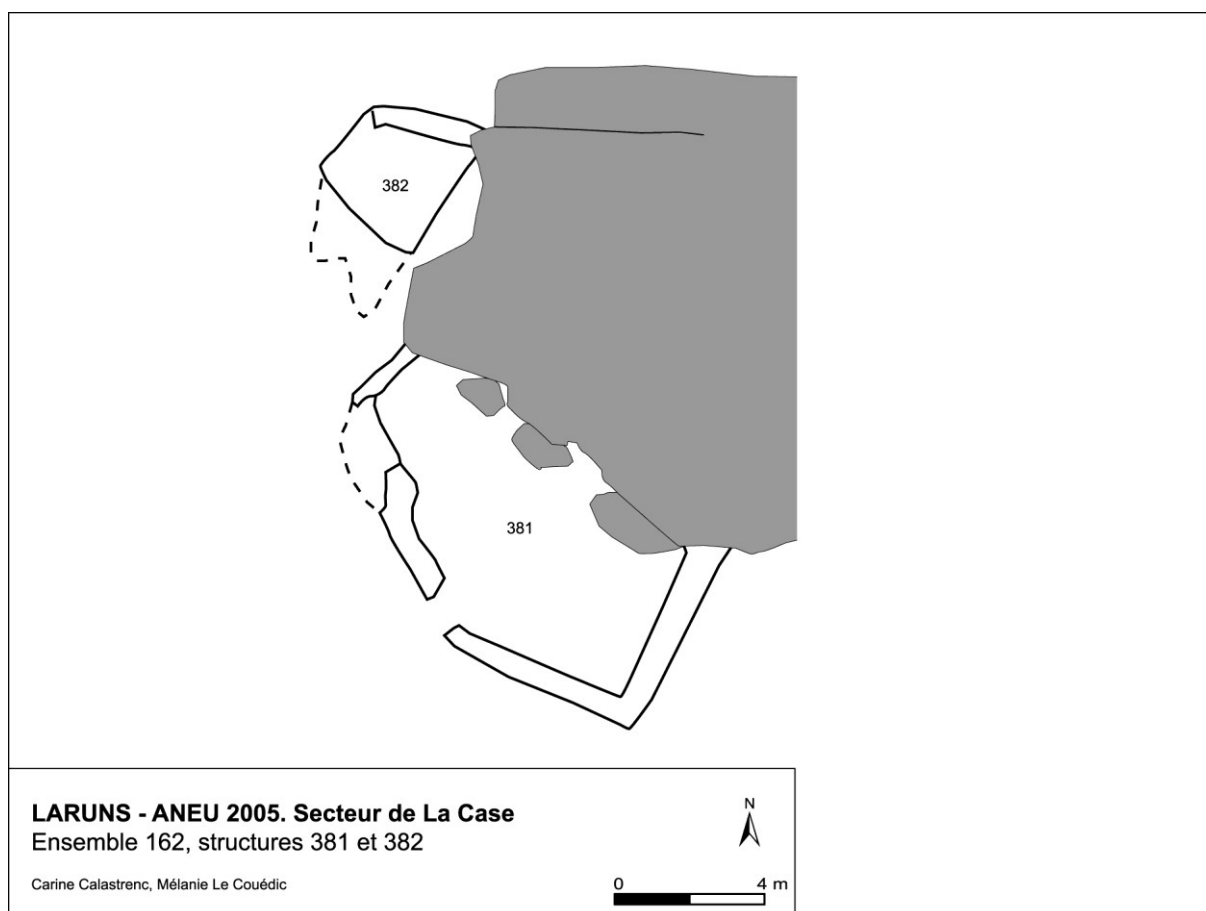 382
381
LARUNS - ANEU 2005. Secteur de La Case
Ensemble 162, structures 381 et 382
Carine Calastrenc, Mélanie Le Couédic
N
0 4 m